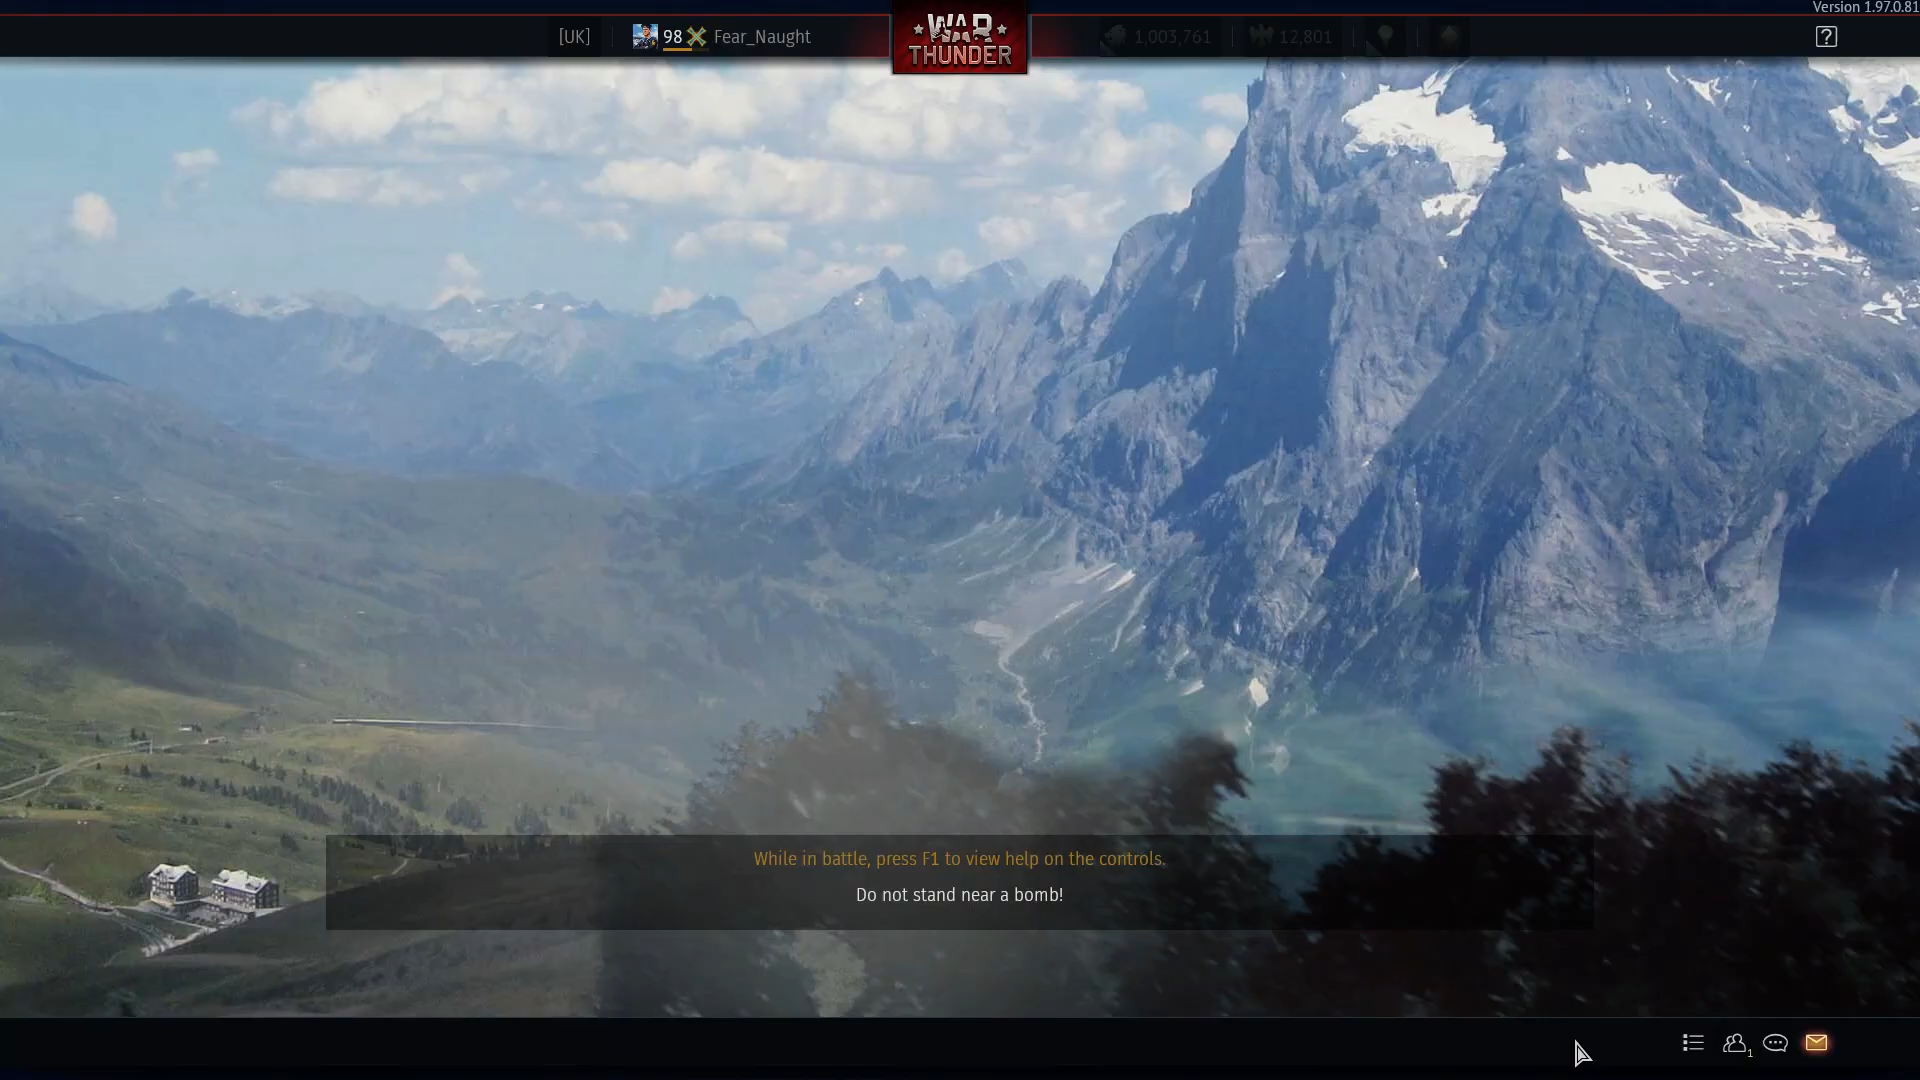 Version 1.97.0.81
[UK]
98
Fear_Naught
WAR
THUNDER
1,003,761
12,801
?
While in battle, press F1 to view help on the controls.
Do not stand near a bomb!
1